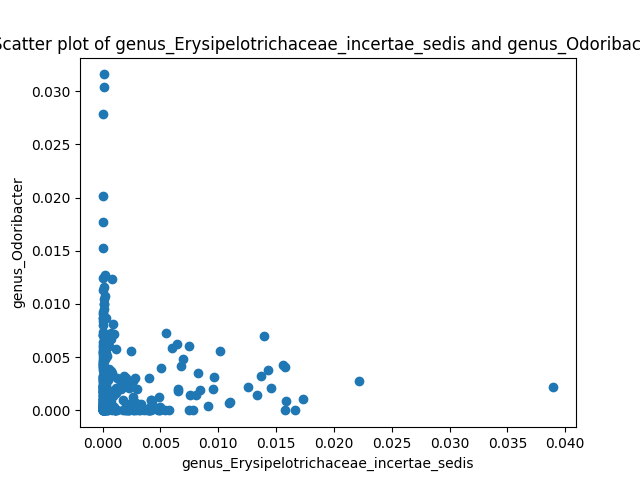 Scatter plot of genus_Erysipelotrichaceae_incertae_sedis and genus_Odoribac
0.030
0.025
0.020
0.015
0.010
0.005
0.000
genus_Odoribacter
0.000 0.005 0.010 0.015 0.020 0.025 0.030 0.035 0.040
genus_Erysipelotrichaceae_incertae_sedis